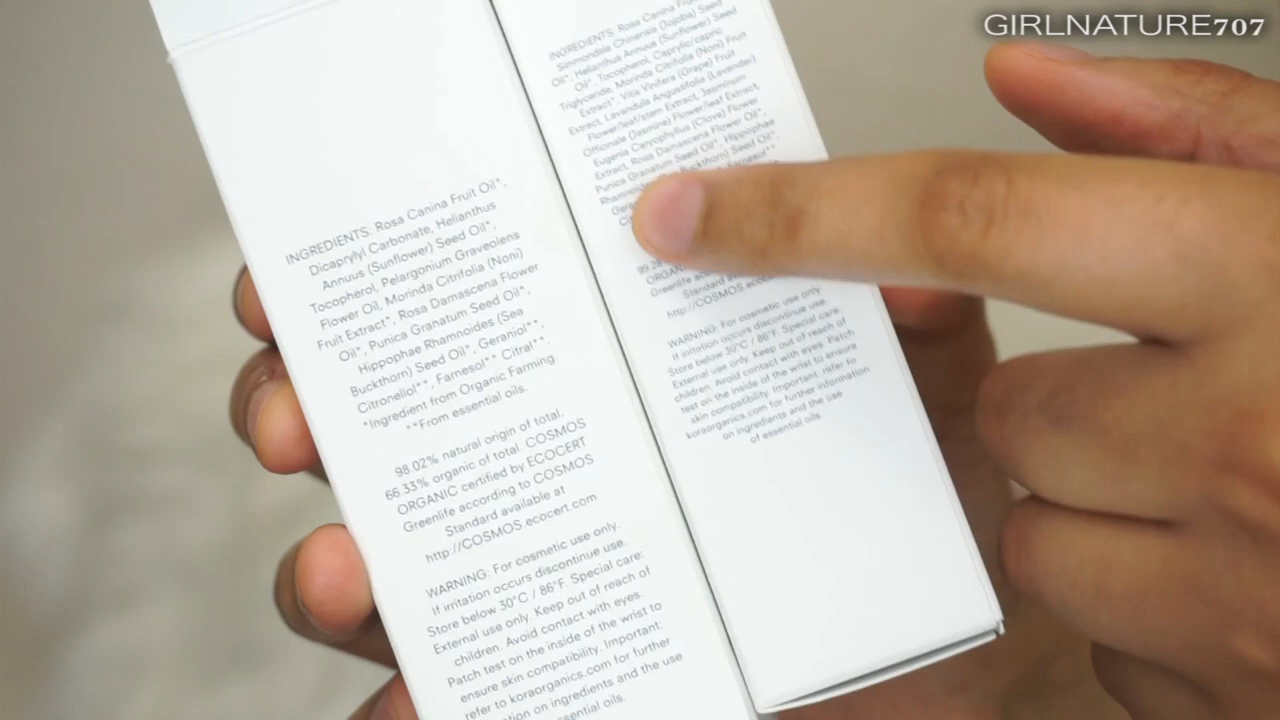 GIRLNATURE707
INGREDIENTS: Rosa Canina Fruit Oil*,
Dicaprylyl Carbonate, Helianthus
Annuus (Sunflower) Seed Oil*,
Tocopherol, Pelargonium Graveolens
Flower Oil, Morinda Citrifolia (Noni)
Fruit Extract*, Rosa Damascena Flower
Oil*, Punica Granatum Seed Oil*,
Hippophae Rhamnoides (Sea
Buckthorn) Seed Oil*, Geraniol**,
Citronellol**, Farnesol** Citral**.
*Ingredient from Organic Farming
**From essential oils.
98.02% natural origin of total.
66.33% organic of total. COSMOS
ORGANIC certified by ECOCERT
Greenlife according to COSMOS
Standard available at
http://COSMOS.ecocert.com
WARNING: For cosmetic use only.
If irritation occurs discontinue use.
Store below 30°C / 86°F. Special care:
External use only. Keep out of reach of
children. Avoid contact with eyes.
Patch test on the inside of the wrist to
ensure skin compatibility. Important:
refer to koraorganics.com for further
on ingredients and the use
essential oils.
INGREDIENTS: Rosa Canina
Simmondsia Chinensis (Jojoba) Seed
Oil*, Helianthus Annuus (Sunflower) Seed
Oil*, Tocopherol, Caprylic/capric
Triglyceride, Morinda Citrifolia (Noni) Fruit
Extract*, Vitis Vinifera (Grape) Fruit
Extract, Lavandula Angustifolia (Lavender)
Flower/leaf/stem Extract, Jasminum
Officinale (Jasmine) Flower/leaf Extract,
Eugenia Caryophyllus (Clove) Flower
Extract, Rosa Damascena Flower Oil*,
Punica Granatum Seed Oil*, Hippophae
Seed Oil*,
Farnesol**
Greenlife
Standard
http://COSMOS.
WARNING: For cosmetic use only.
If irritation occurs discontinue use.
Store below 30°C / 86°F. Special care:
External use only. Keep out of reach of
children. Avoid contact with eyes. Patch
test on the inside of the wrist to ensure
skin compatibility. Important: refer to
koraorganics.com for further information
on ingredients and the use
of essential oils.